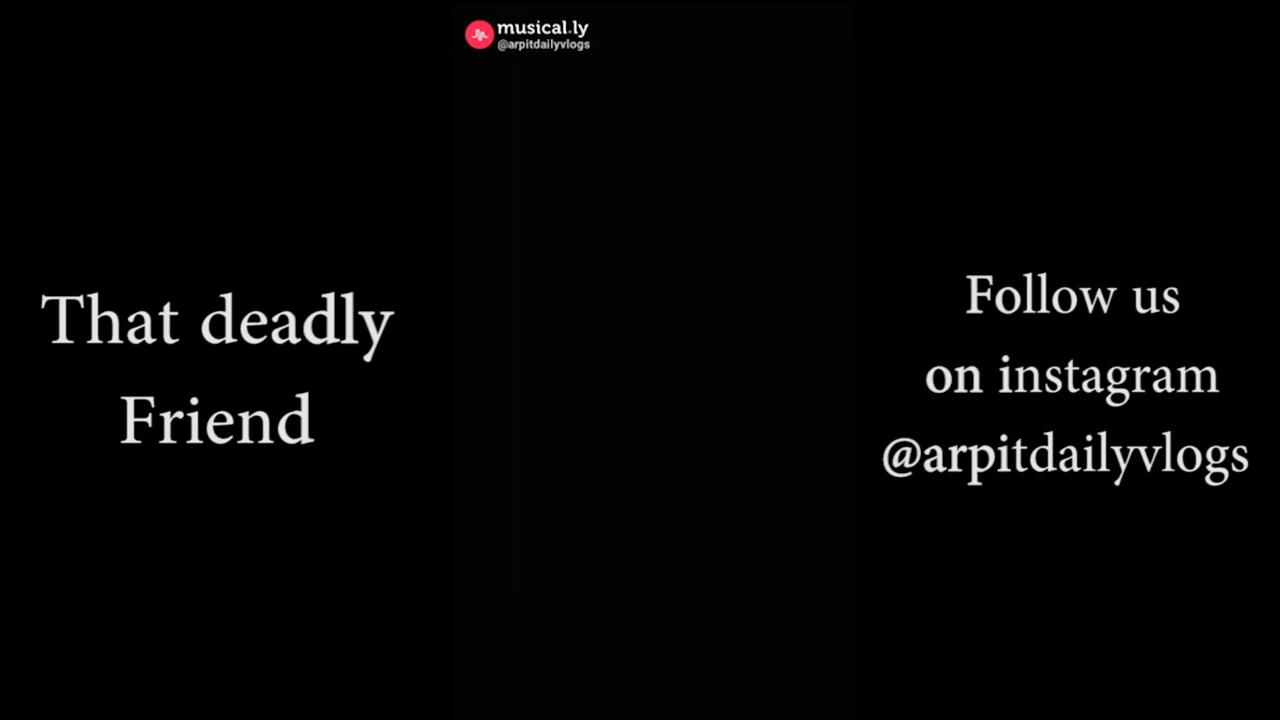 musical.ly
@arpitdailyvlogs
That deadly
Friend
Follow us
on instagram
@arpitdailyvlogs